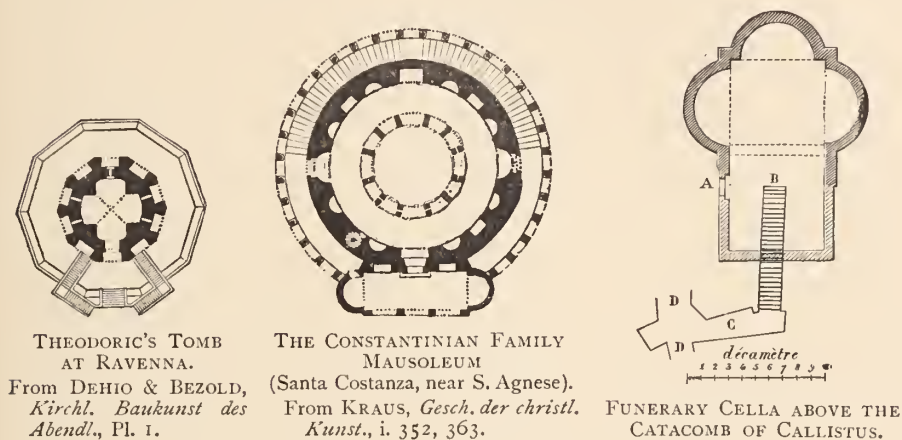 A
B
D
C
D
décamètre
1 2 3 4 5 6 7 8 9
THEODORIC'S TOMB
AT RAVENNA.
From DEHIO & BEZOLD,
Kirchl. Baukunst des
Abendl., Pl. 1.
THE CONSTANTINIAN FAMILY
MAUSOLEUM
(Santa Costanza, near S. Agnese).
From KRAUS, Gesch. der christl.
Kunst., i. 352, 363.
FUNERARY CELLA ABOVE THE
CATACOMB OF CALLISTUS.